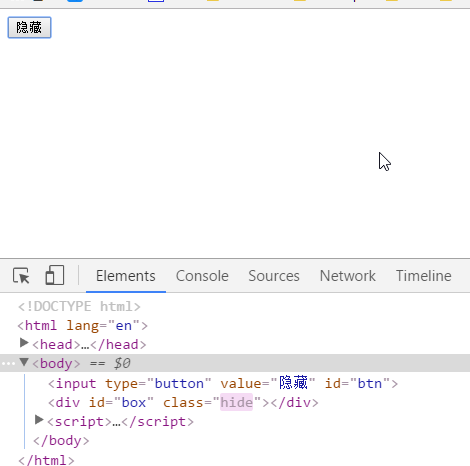 隐藏
Elements Console Sources Network Timeline
<!DOCTYPE html>
<html lang="en">
<head>…</head>
<body> == $0
<input type="button" value="隐藏" id="btn">
<div id="box" class="hide"></div>
<script>…</script>
</body>
</html>